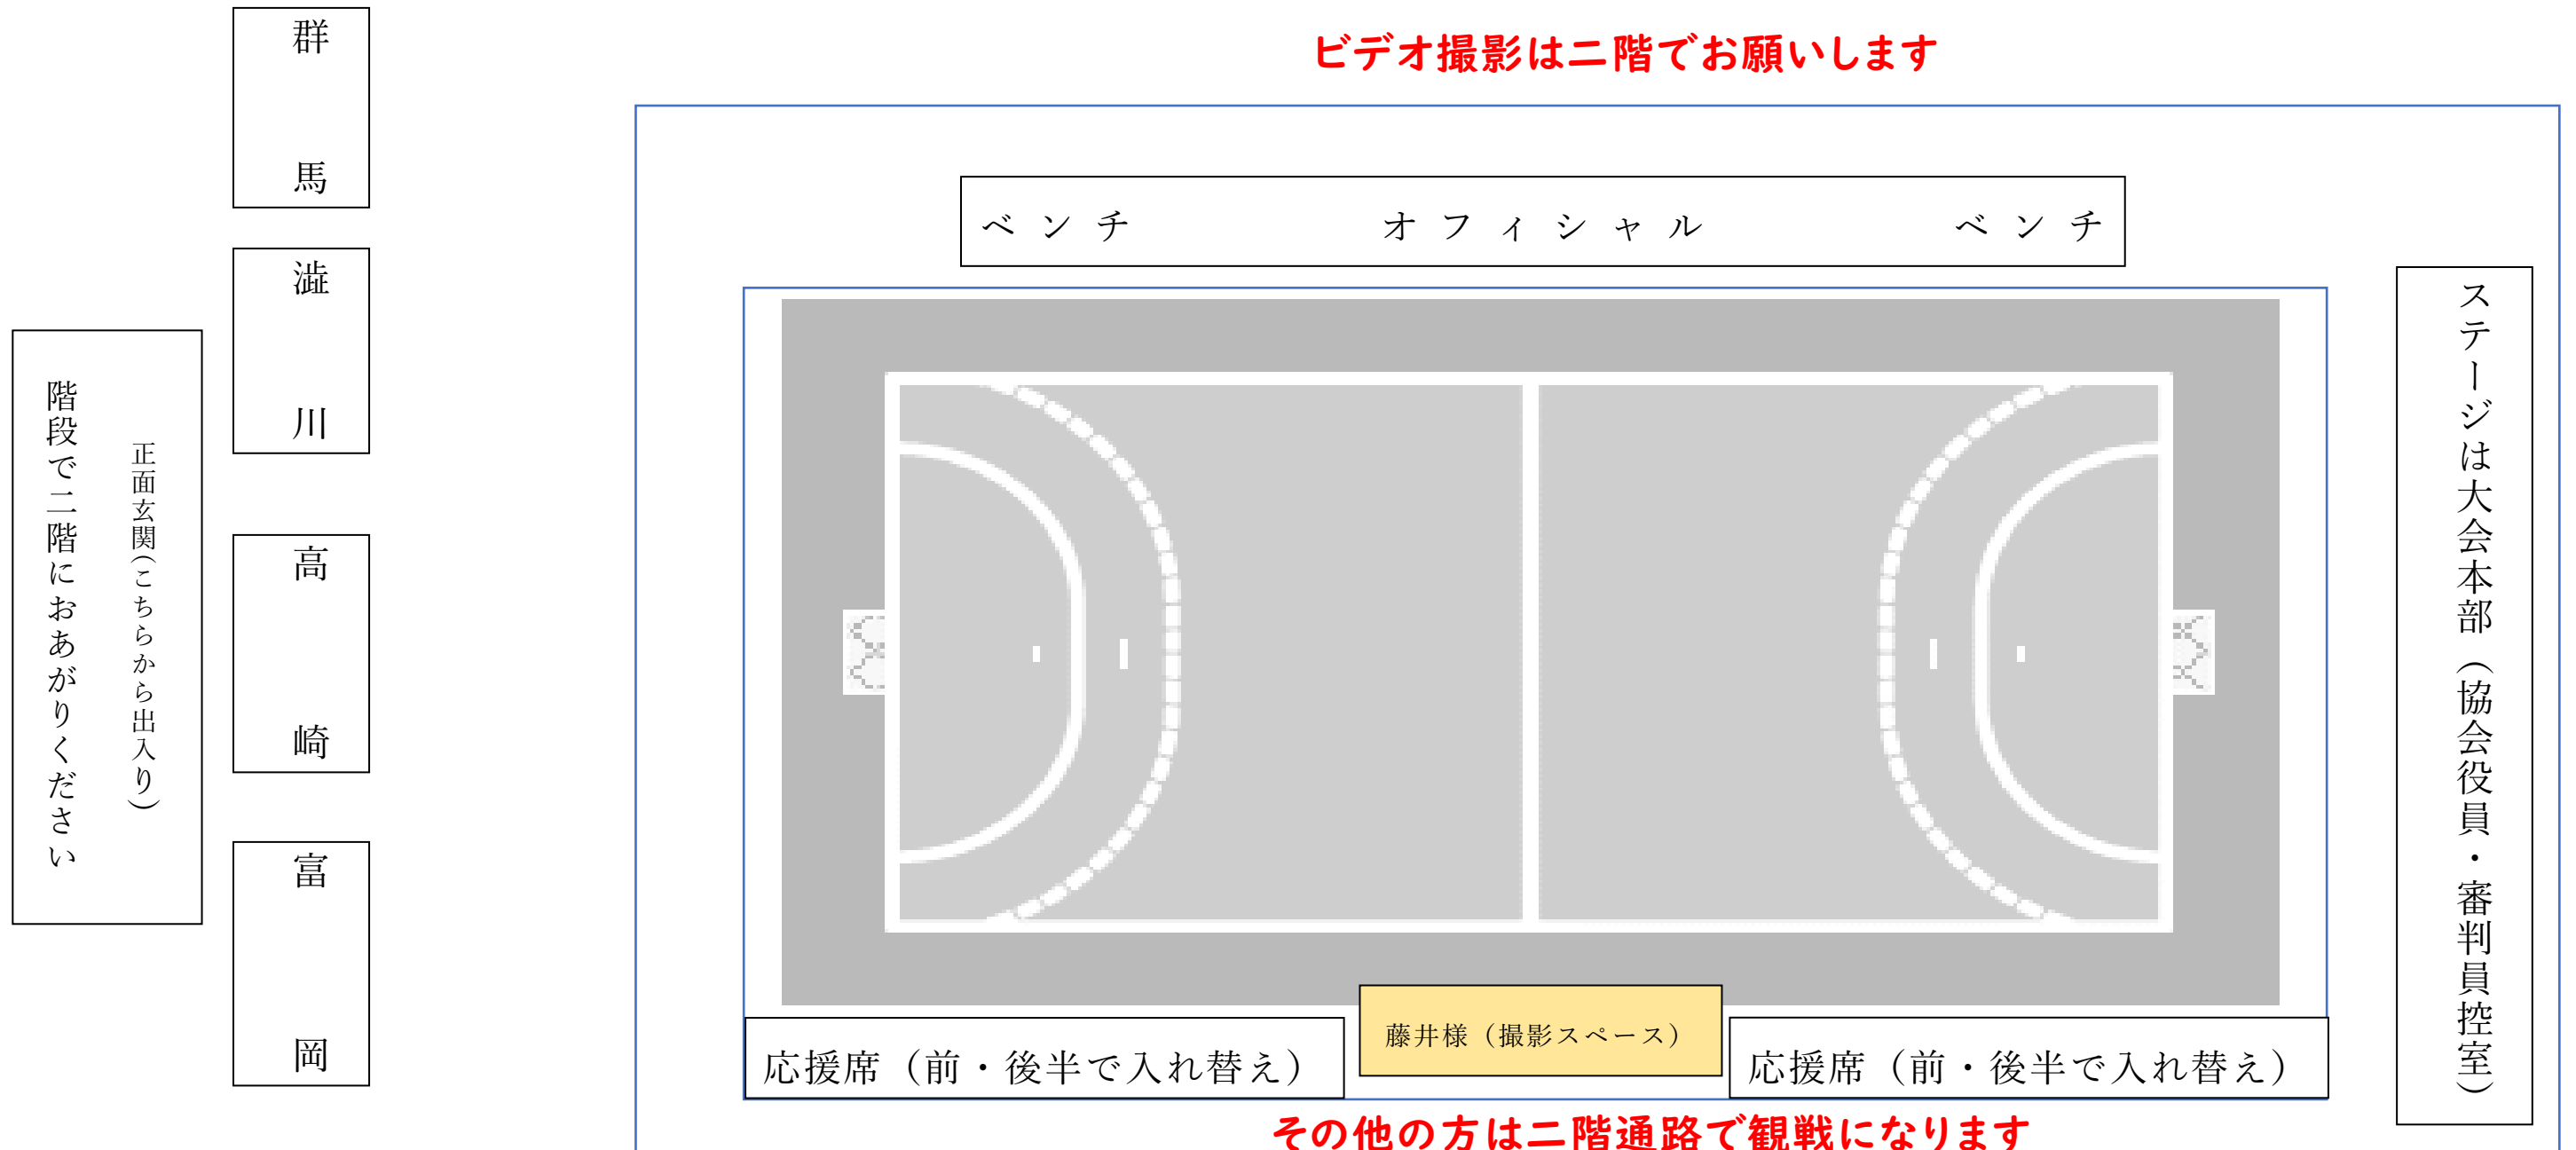 ビデオ撮影は二階でお願いします
群馬
澁川
高崎
富岡
正面玄関(こちらから出入り)
階段で二階におあがりください
ベンチ オフィシャル ベンチ
ステージは大会本部（協会役員・審判員控室）
藤井様（撮影スペース）
応援席（前・後半で入れ替え）
応援席（前・後半で入れ替え）
その他の方は二階通路で観戦になります